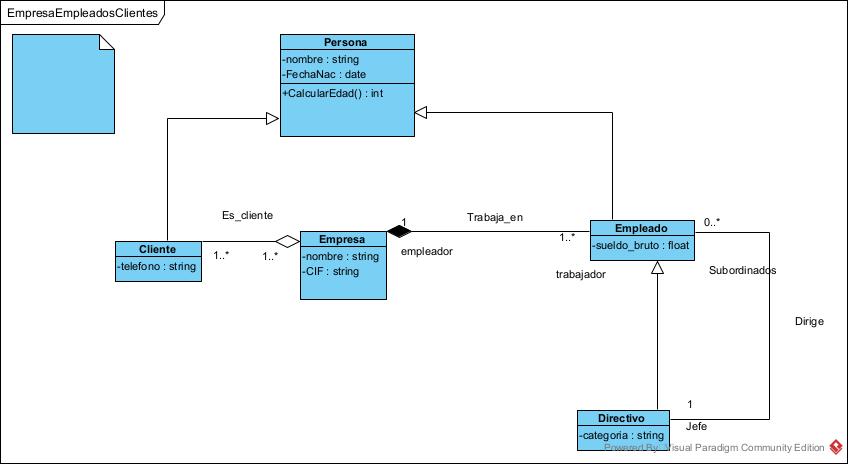 EmpresaEmpleadosClientes
Persona
-nombre : string
-FechaNac : date
+CalcularEdad() : int
Es_cliente
Cliente
-telefono : string
1..*
1..*
Empresa
-nombre : string
-CIF : string
1
empleador
Trabaja_en
1..*
trabajador
Empleado
-sueldo_bruto : float
0..*
Subordinados
Dirige
1
Jefe
Directivo
-categoria : string
Powered By Visual Paradigm Community Edition